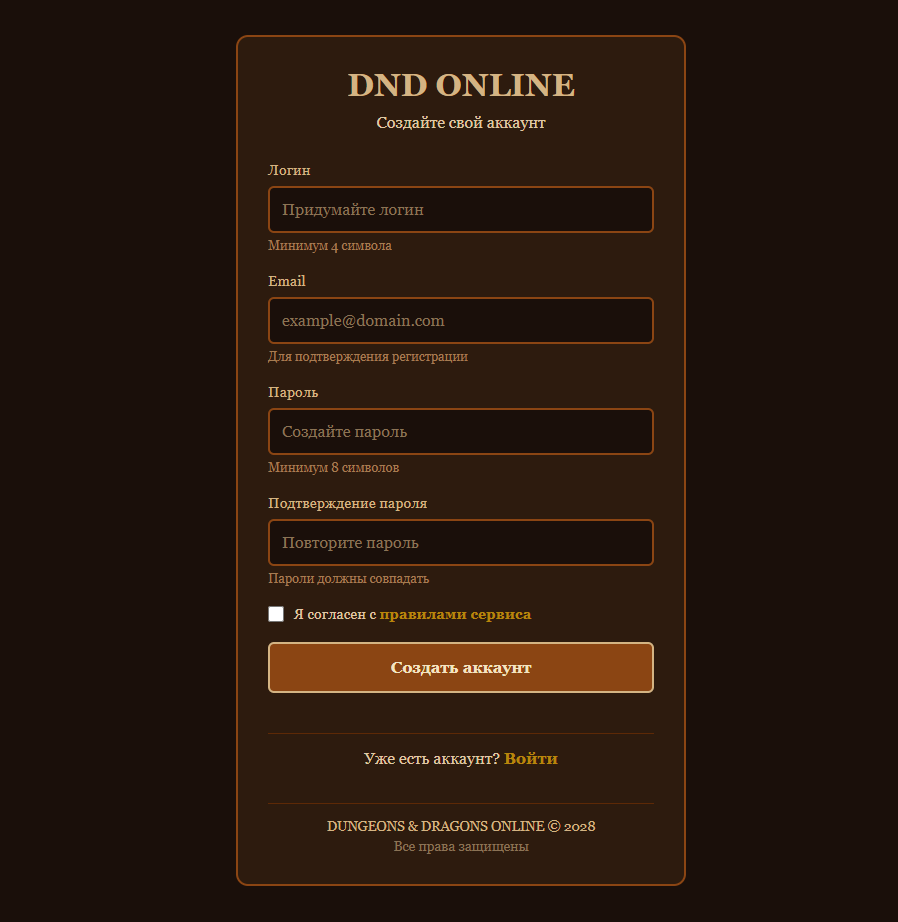 DND ONLINE
Создайте свой аккаунт
Логин
Придумайте логин
Минимум 4 символа
Email
example@domain.com
Для подтверждения регистрации
Пароль
Создайте пароль
Минимум 8 символов
Подтверждение пароля
Повторите пароль
Пароли должны совпадать
Я согласен с правилами сервиса
Создать аккаунт
Уже есть аккаунт? Войти
DUNGEONS & DRAGONS ONLINE © 2028
Все права защищены